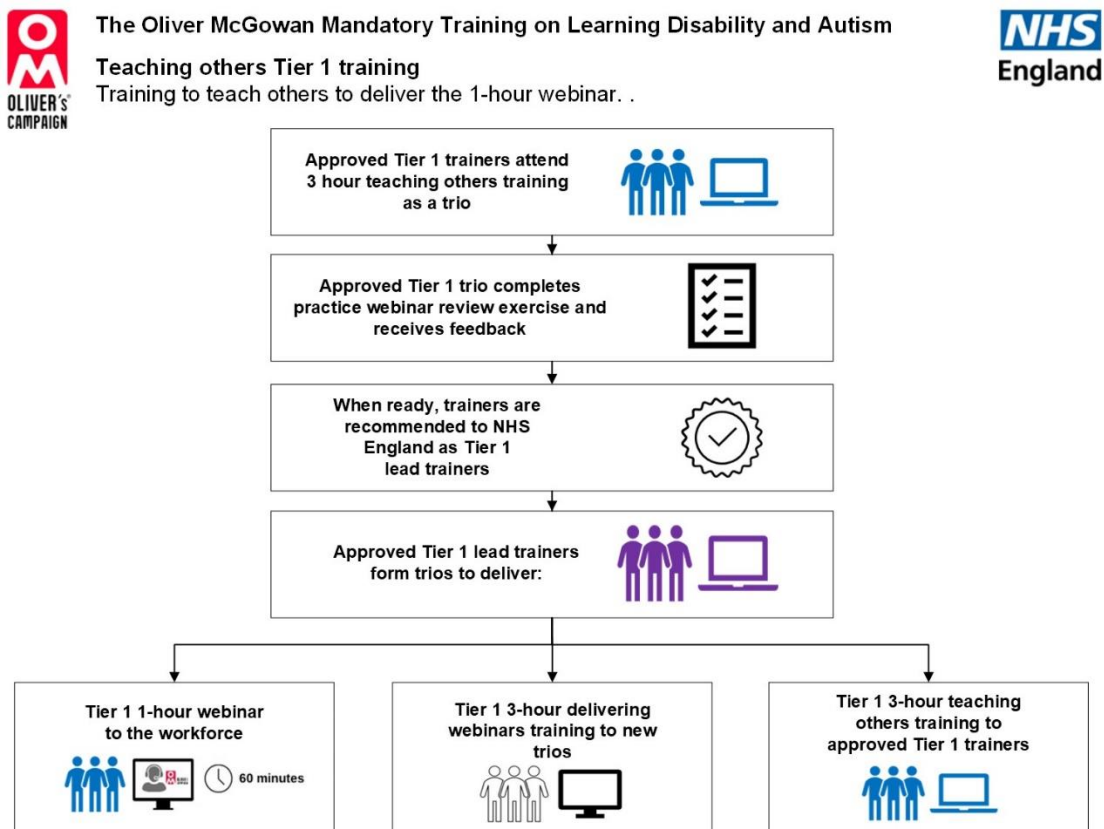 OM
OLIVER's
CAMPAIGN
The Oliver McGowan Mandatory Training on Learning Disability and Autism
Teaching others Tier 1 training
Training to teach others to deliver the 1-hour webinar. .
NHS
England
Approved Tier 1 trainers attend
3 hour teaching others training
as a trio
Approved Tier 1 trio completes
practice webinar review exercise and
receives feedback
When ready, trainers are
recommended to NHS
England as Tier 1
lead trainers
Approved Tier 1 lead trainers
form trios to deliver:
Tier 1 1-hour webinar
to the workforce
60 minutes
Tier 1 3-hour delivering
webinars training to new
trios
Tier 1 3-hour teaching
others training to
approved Tier 1 trainers